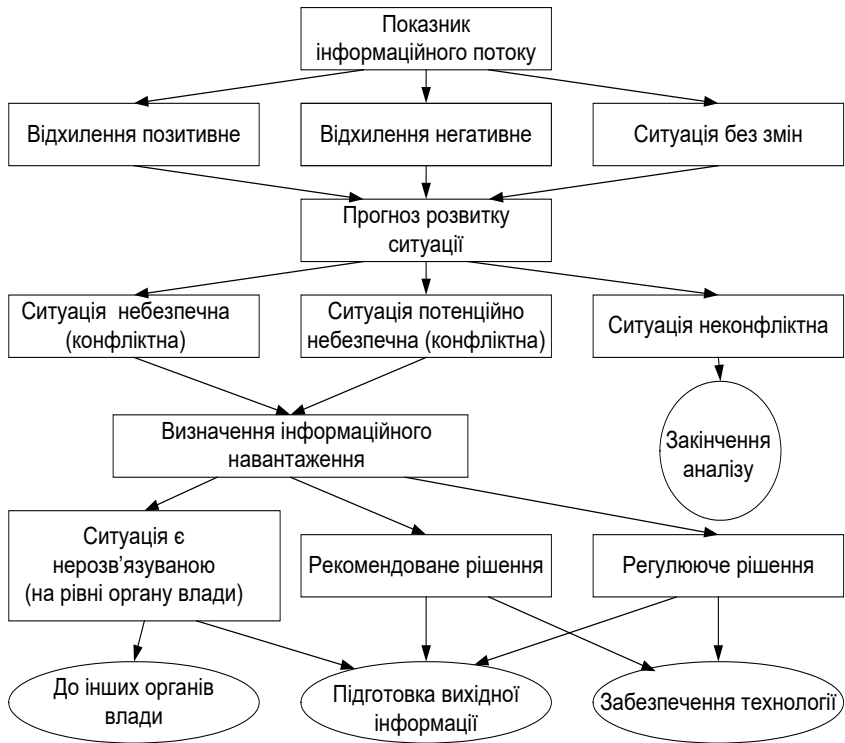 Показник
інформаційного потоку
Відхилення позитивне
Відхилення негативне
Ситуація без змін
Прогноз розвитку
ситуації
Ситуація небезпечна
(конфліктна)
Ситуація потенційно
небезпечна (конфліктна)
Ситуація неконфліктна
Закінчення
аналізу
Визначення інформаційного
навантаження
Ситуація є
нерозв’язуваною
(на рівні органу влади)
Рекомендоване рішення
Регулююче рішення
До інших органів
влади
Підготовка вихідної
інформації
Забезпечення технології